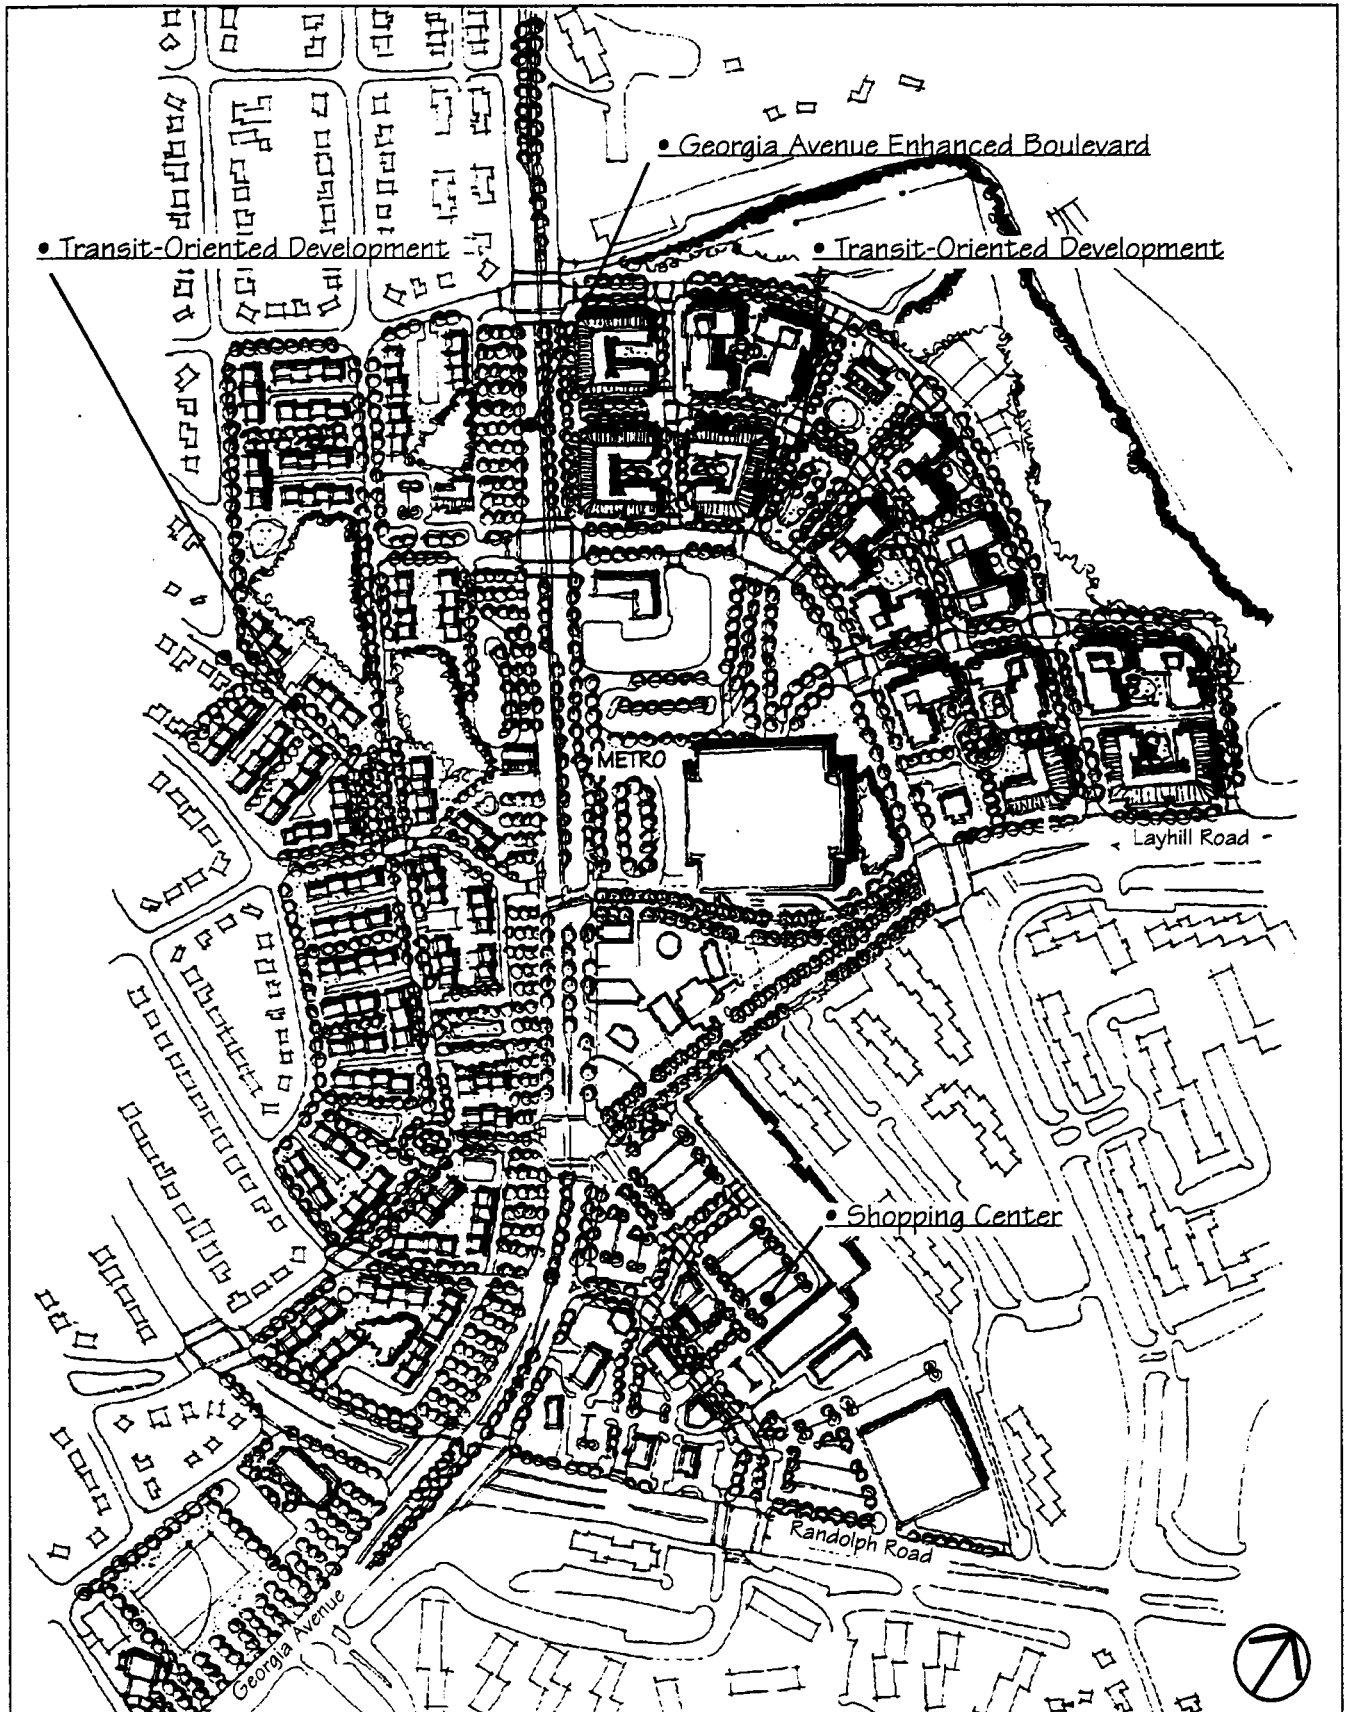 • Georgia Avenue Enhanced Boulevard
• Transit-Oriented Development
• Transit-Oriented Development
METRO
Layhill Road
• Shopping Center
Randolph Road
Georgia Avenue